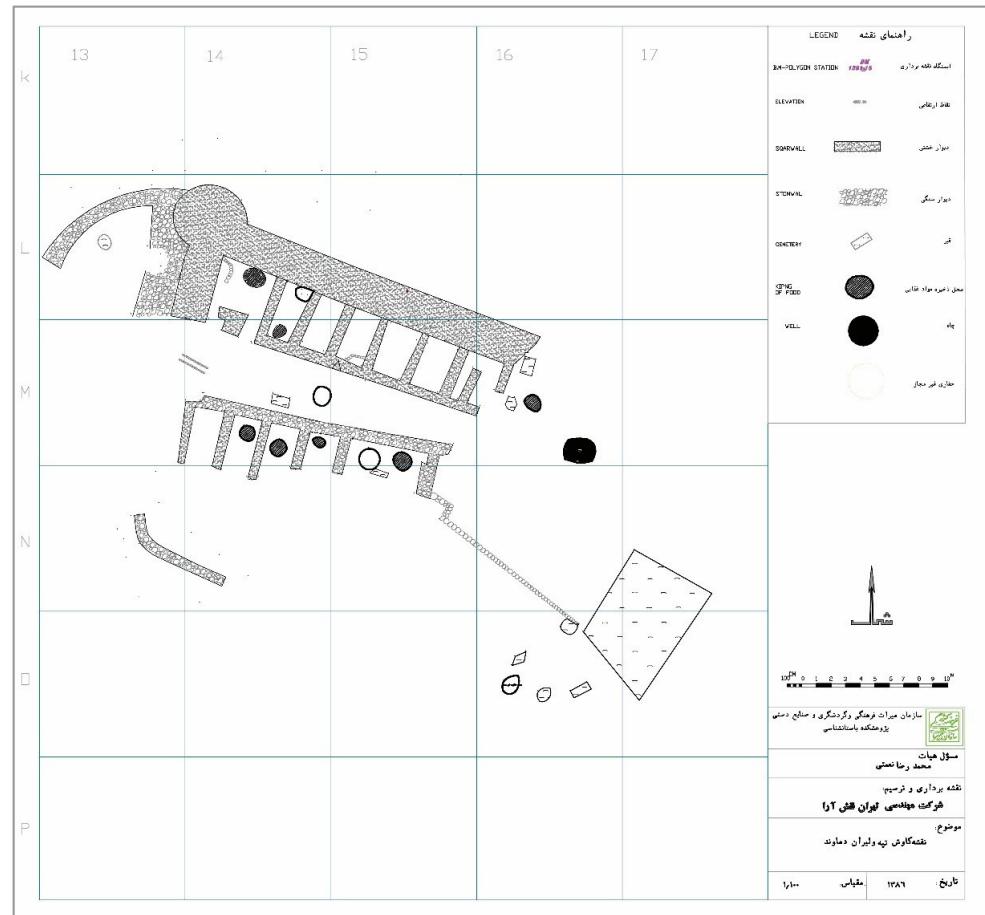 13 14 15 16 17
K
L
M
N
O
P
LEGEND راهنمای نقشه
BM-POLYGON STATION ایستگاه نقشه برداری
ELEVATION نقاط ارتفاعی
SQARWALL دیوار خشتی
STONWAL دیوار سنگی
CEMETERY قبر
OF FOOD محل ذخیره مواد غذایی
WELL چاه
حفاری غیر مجاز
100CM 0 1 2 3 4 5 6 7 8 9 10M
سازمان میراث فرهنگی وگردشگری و صنایع دستی
پژوهشکده باستانشناسی
مسؤل هیات
محمد رضا نعمتی
نقشه برداری و ترسیم:
شرکت مهندسی تهران نقش آرا
موضوع:
نقشه‌کاوش تپه ولیران دماوند
تاریخ: ۱۳۸۶ مقیاس: ۱٫۱۰۰